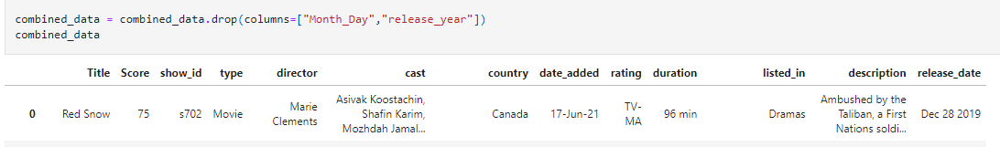 combined_data = combined_data.drop(columns=["Month_Day","release_year"])
combined_data
Title Score show_id type director cast country date_added rating duration listed_in description release_date
0 Red Snow 75 s702 Movie Marie Clements Asivak Koostachin, Shafin Karim, Mozhdah Jamal... Canada 17-Jun-21 TV-MA 96 min Dramas Ambushed by the Taliban, a First Nations soldi... Dec 28 2019